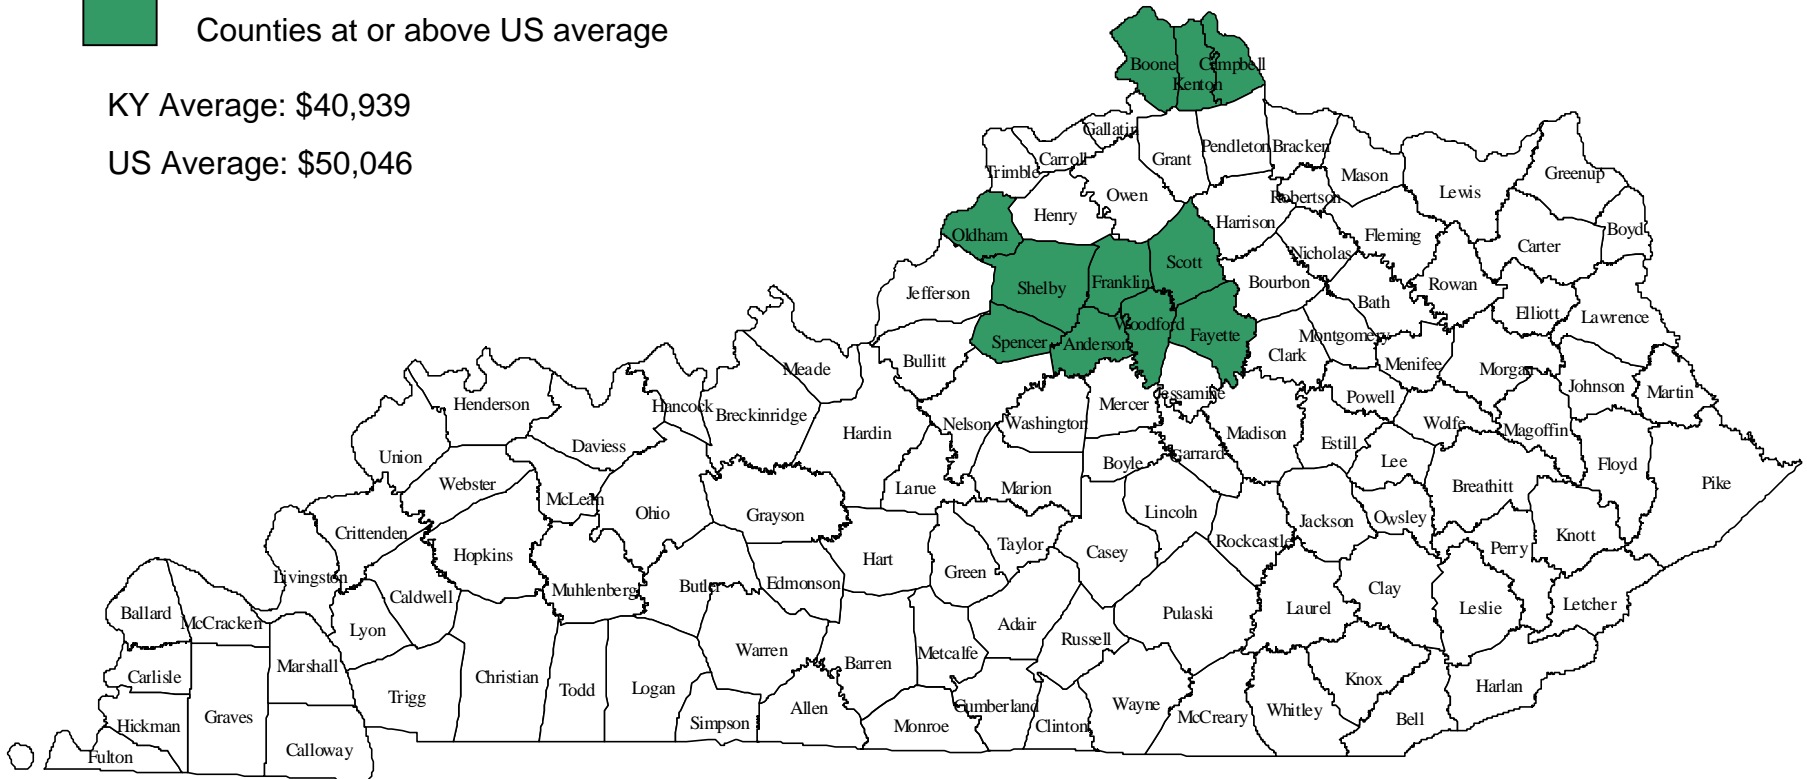 Counties at or above US average
KY Average: $40,939
US Average: $50,046
Boone
Campbell
Kenton
Gallatin
Carroll
Trimble
Grant
Pendleton
Bracken
Mason
Lewis
Greenup
Owen
Henry
Robertson
Harrison
Oldham
Fleming
Nicholas
Carter
Boyd
Jefferson
Shelby
Franklin
Scott
Bourbon
Bath
Rowan
Elliott
Lawrence
Spencer
Anderson
Woodford
Fayette
Clark
Montgomery
Menifee
Morgan
Johnson
Martin
Bullitt
Meade
Henderson
Hancock
Breckinridge
Daviess
Hardin
Nelson
Washington
Mercer
Jessamine
Madison
Powell
Estill
Wolfe
Magoffin
Floyd
Pike
Union
Webster
McLean
Ohio
Grayson
Larue
Marion
Boyle
Garrard
Lee
Breathitt
Crittenden
Hopkins
Muhlenberg
Butler
Edmonson
Hart
Green
Taylor
Casey
Lincoln
Rockcastle
Jackson
Owsley
Perry
Knott
Livingston
Caldwell
Lyon
Ballard
McCracken
Carlisle
Hickman
Fulton
Graves
Marshall
Calloway
Trigg
Christian
Todd
Logan
Warren
Simpson
Allen
Barren
Metcalfe
Monroe
Adair
Cumberland
Clinton
Russell
Pulaski
Wayne
McCreary
Laurel
Clay
Leslie
Letcher
Whitley
Knox
Bell
Harlan